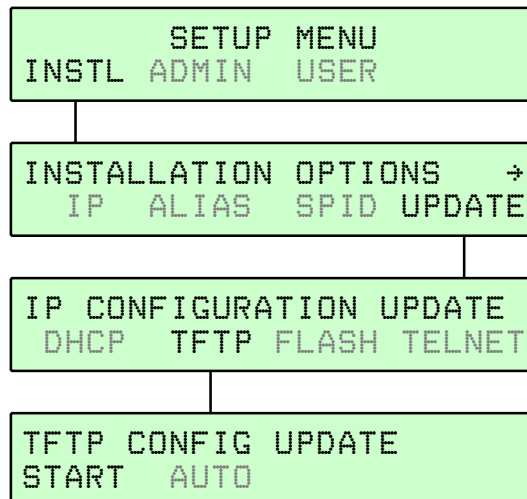 SETUP MENU
INSTL ADMIN USER
INSTALLATION OPTIONS →
IP ALIAS SPID UPDATE
IP CONFIGURATION UPDATE
DHCP TFTP FLASH TELNET
TFTP CONFIG UPDATE
START AUTO